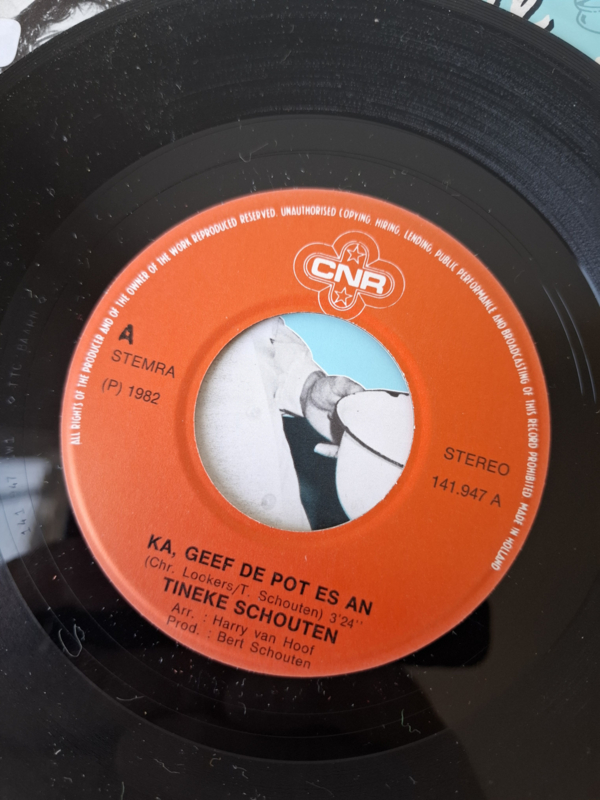 ALL RIGHTS OF THE PRODUCER AND OF THE OWNER OF THE WORK REPRODUCED RESERVED. UNAUTHORISED COPYING, HIRING, LENDING, PUBLIC PERFORMANCE AND BROADCASTING OF THIS RECORD PROHIBITED. MADE IN HOLLAND
CNR
A
STEMRA
(P) 1982
STEREO
141.947 A
KA, GEEF DE POT ES AN
(Chr. Lookers/T. Schouten) 3'24''
TINEKE SCHOUTEN
Arr. : Harry van Hoof
Prod. : Bert Schouten